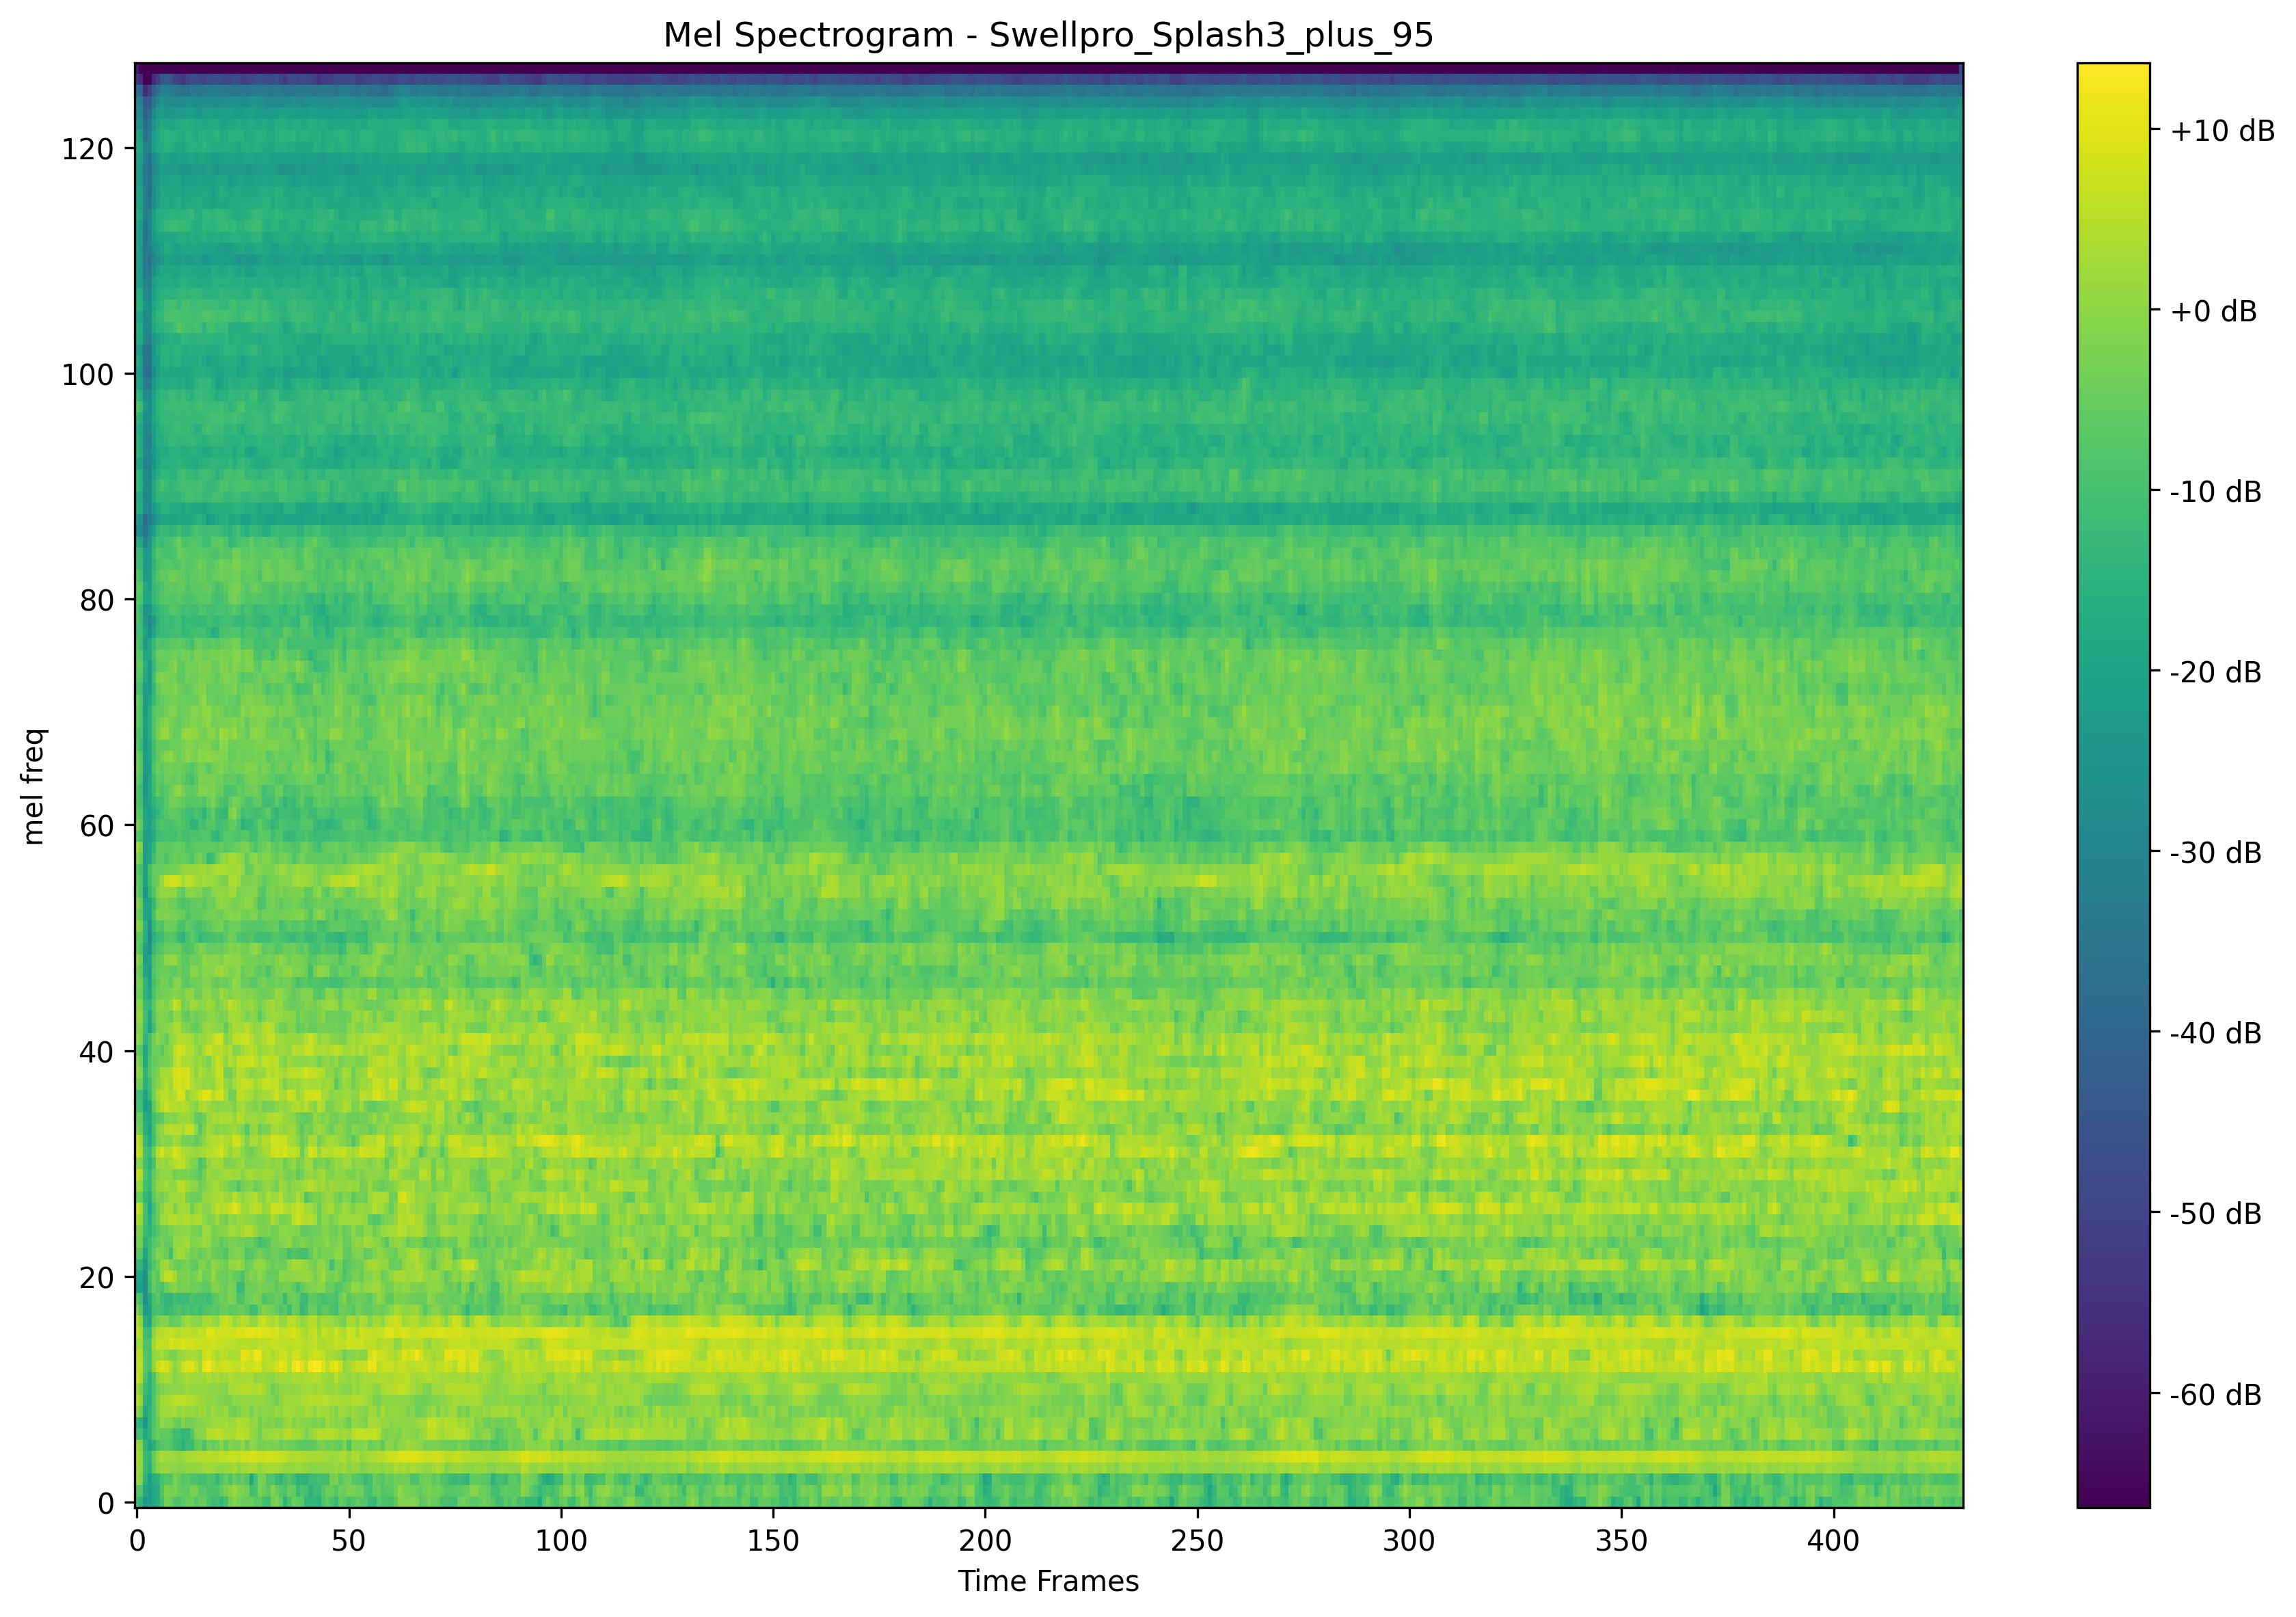 Mel Spectrogram - Swellpro_Splash3_plus_95
mel freq
120
100
80
60
40
20
0
0 50 100 150 200 250 300 350 400
Time Frames
+10 dB
+0 dB
-10 dB
-20 dB
-30 dB
-40 dB
-50 dB
-60 dB